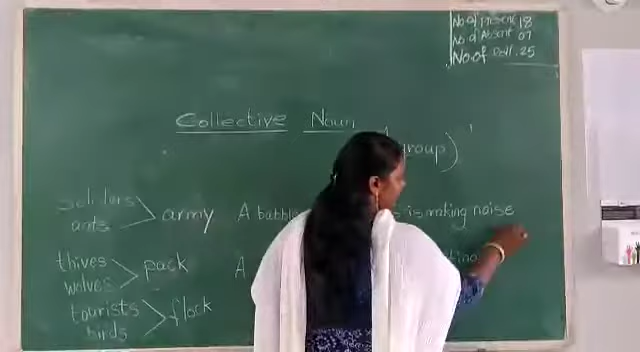 No of Present 18
No of Absent 07
No of Roll . 25
Collective Noun
group)
soldiers
ants
army
A babble
is making noise
thives
wolves
pack
A
tourists
birds
flock